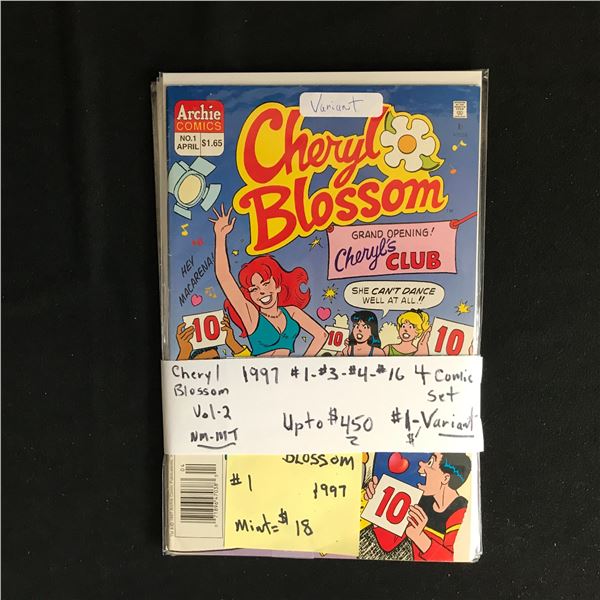 Variant
Archie
COMICS
NO.1
APRIL
$1.65
Cheryl
Blossom
GRAND OPENING!
Cheryl's CLUB
HEY
MACARENA!
SHE CAN'T DANCE
WELL AT ALL!!
10
10
10
Cheryl
Blossom
Vol-2
NM-MT
1997 #1-#3-#4-#16 4 Comic
Set
Up to $450
#1-Variant
Blossom
#1
1997
Mint=$18
10